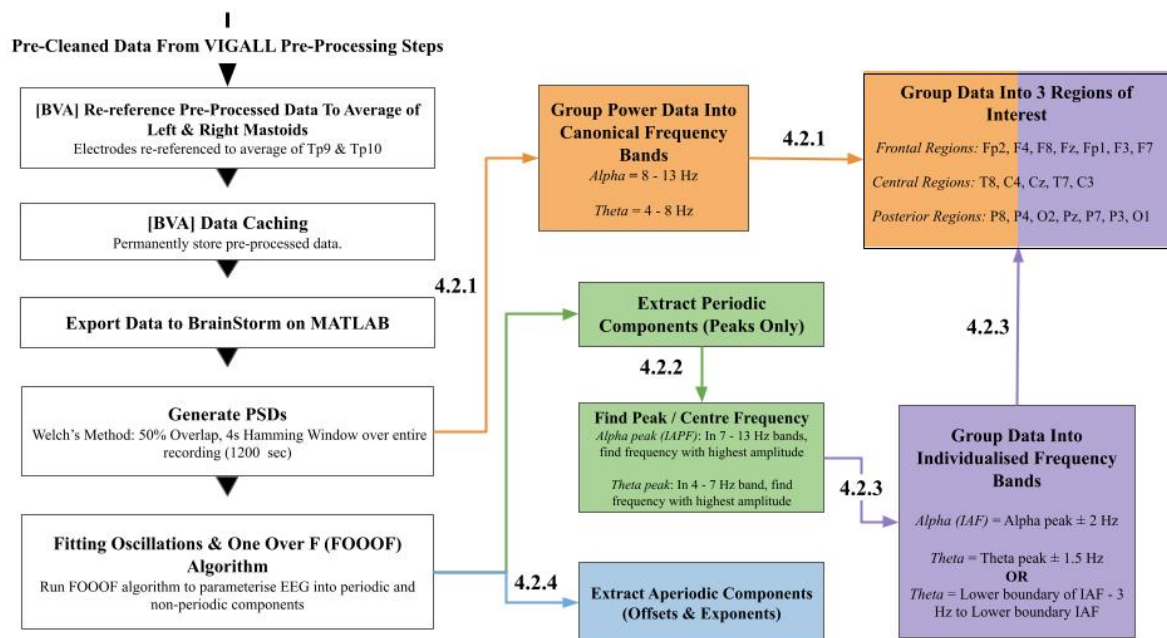 Pre-Cleaned Data From VIGALL Pre-Processing Steps
[BVA] Re-reference Pre-Processed Data To Average of
Left & Right Mastoids
Electrodes re-referenced to average of Tp9 & Tp10
[BVA] Data Caching
Permanently store pre-processed data.
Export Data to BrainStorm on MATLAB
Generate PSDs
Welch's Method: 50% Overlap, 4s Hamming Window over entire
recording (1200 sec)
Fitting Oscillations & One Over F (FOOOF)
Algorithm
Run FOOOF algorithm to parameterise EEG into periodic and
non-periodic components
4.2.1
Group Power Data Into
Canonical Frequency
Bands
Alpha = 8 - 13 Hz
Theta = 4 - 8 Hz
4.2.1
Group Data Into 3 Regions of
Interest
Frontal Regions: Fp2, F4, F8, Fz, Fp1, F3, F7
Central Regions: T8, C4, Cz, T7, C3
Posterior Regions: P8, P4, O2, Pz, P7, P3, O1
Extract Periodic
Components (Peaks Only)
4.2.2
Find Peak / Centre Frequency
Alpha peak (IAPF): In 7 - 13 Hz bands,
find frequency with highest amplitude
Theta peak: In 4 - 7 Hz band, find
frequency with highest amplitude
4.2.3
Group Data Into
Individualised Frequency
Bands
Alpha (IAF) = Alpha peak ± 2 Hz
Theta = Theta peak ± 1.5 Hz
OR
Theta = Lower boundary of IAF - 3
Hz to Lower boundary IAF
4.2.3
4.2.4
Extract Aperiodic Components
(Offsets & Exponents)